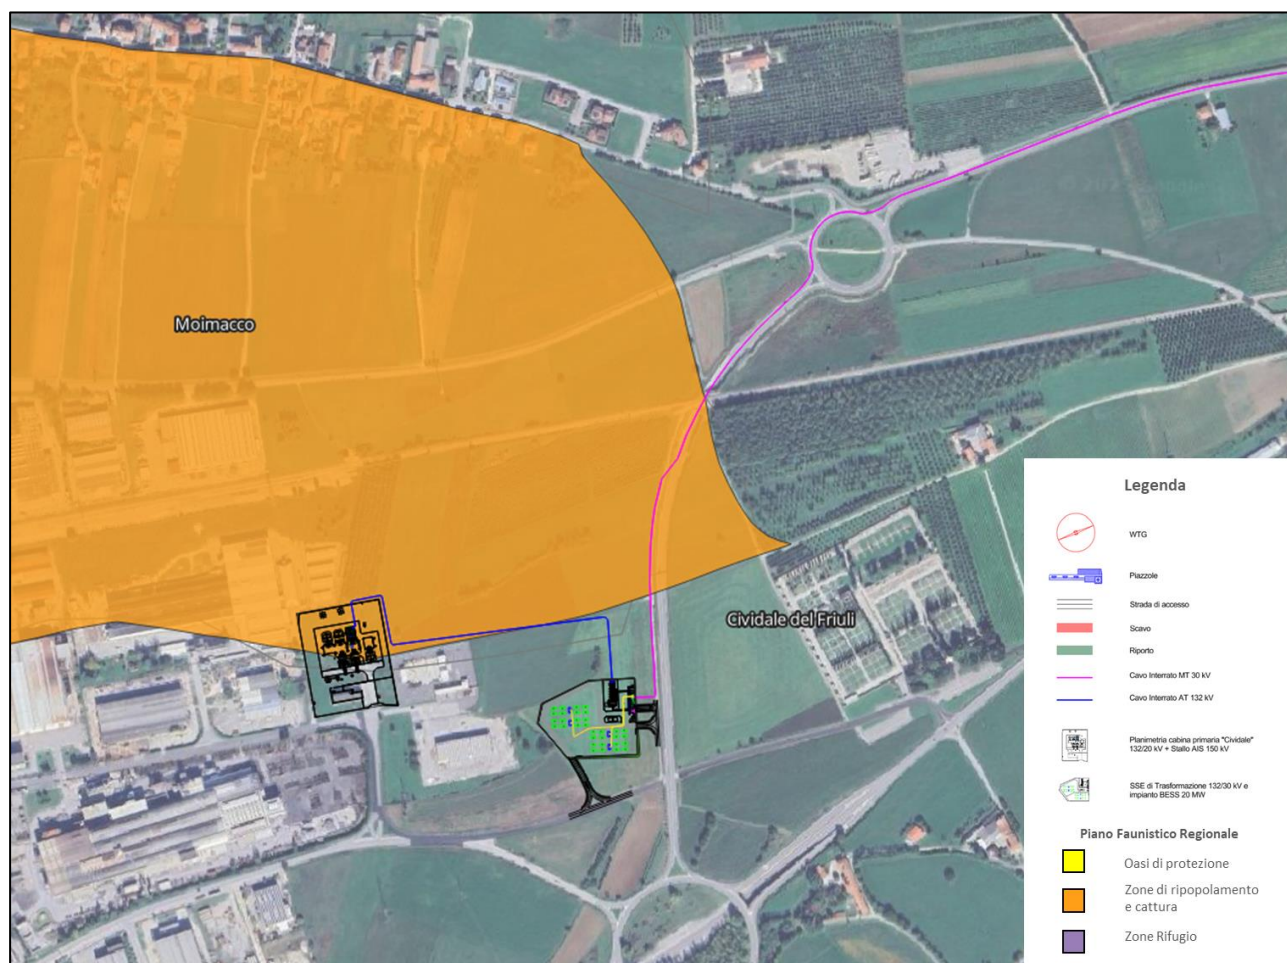 Moimacco
Cividale del Friuli
Legenda
WTG
Piazzole
Strada di accesso
Scavo
Riporto
Cavo Interrato MT 30 kV
Cavo Interrato AT 132 kV
Planimetria cabina primaria "Cividale"
132/20 kV + Stallo AIS 150 kV
SSE di Trasformazione 132/30 kV e
impianto BESS 20 MW
Piano Faunistico Regionale
Oasi di protezione
Zone di ripopolamento
e cattura
Zone Rifugio